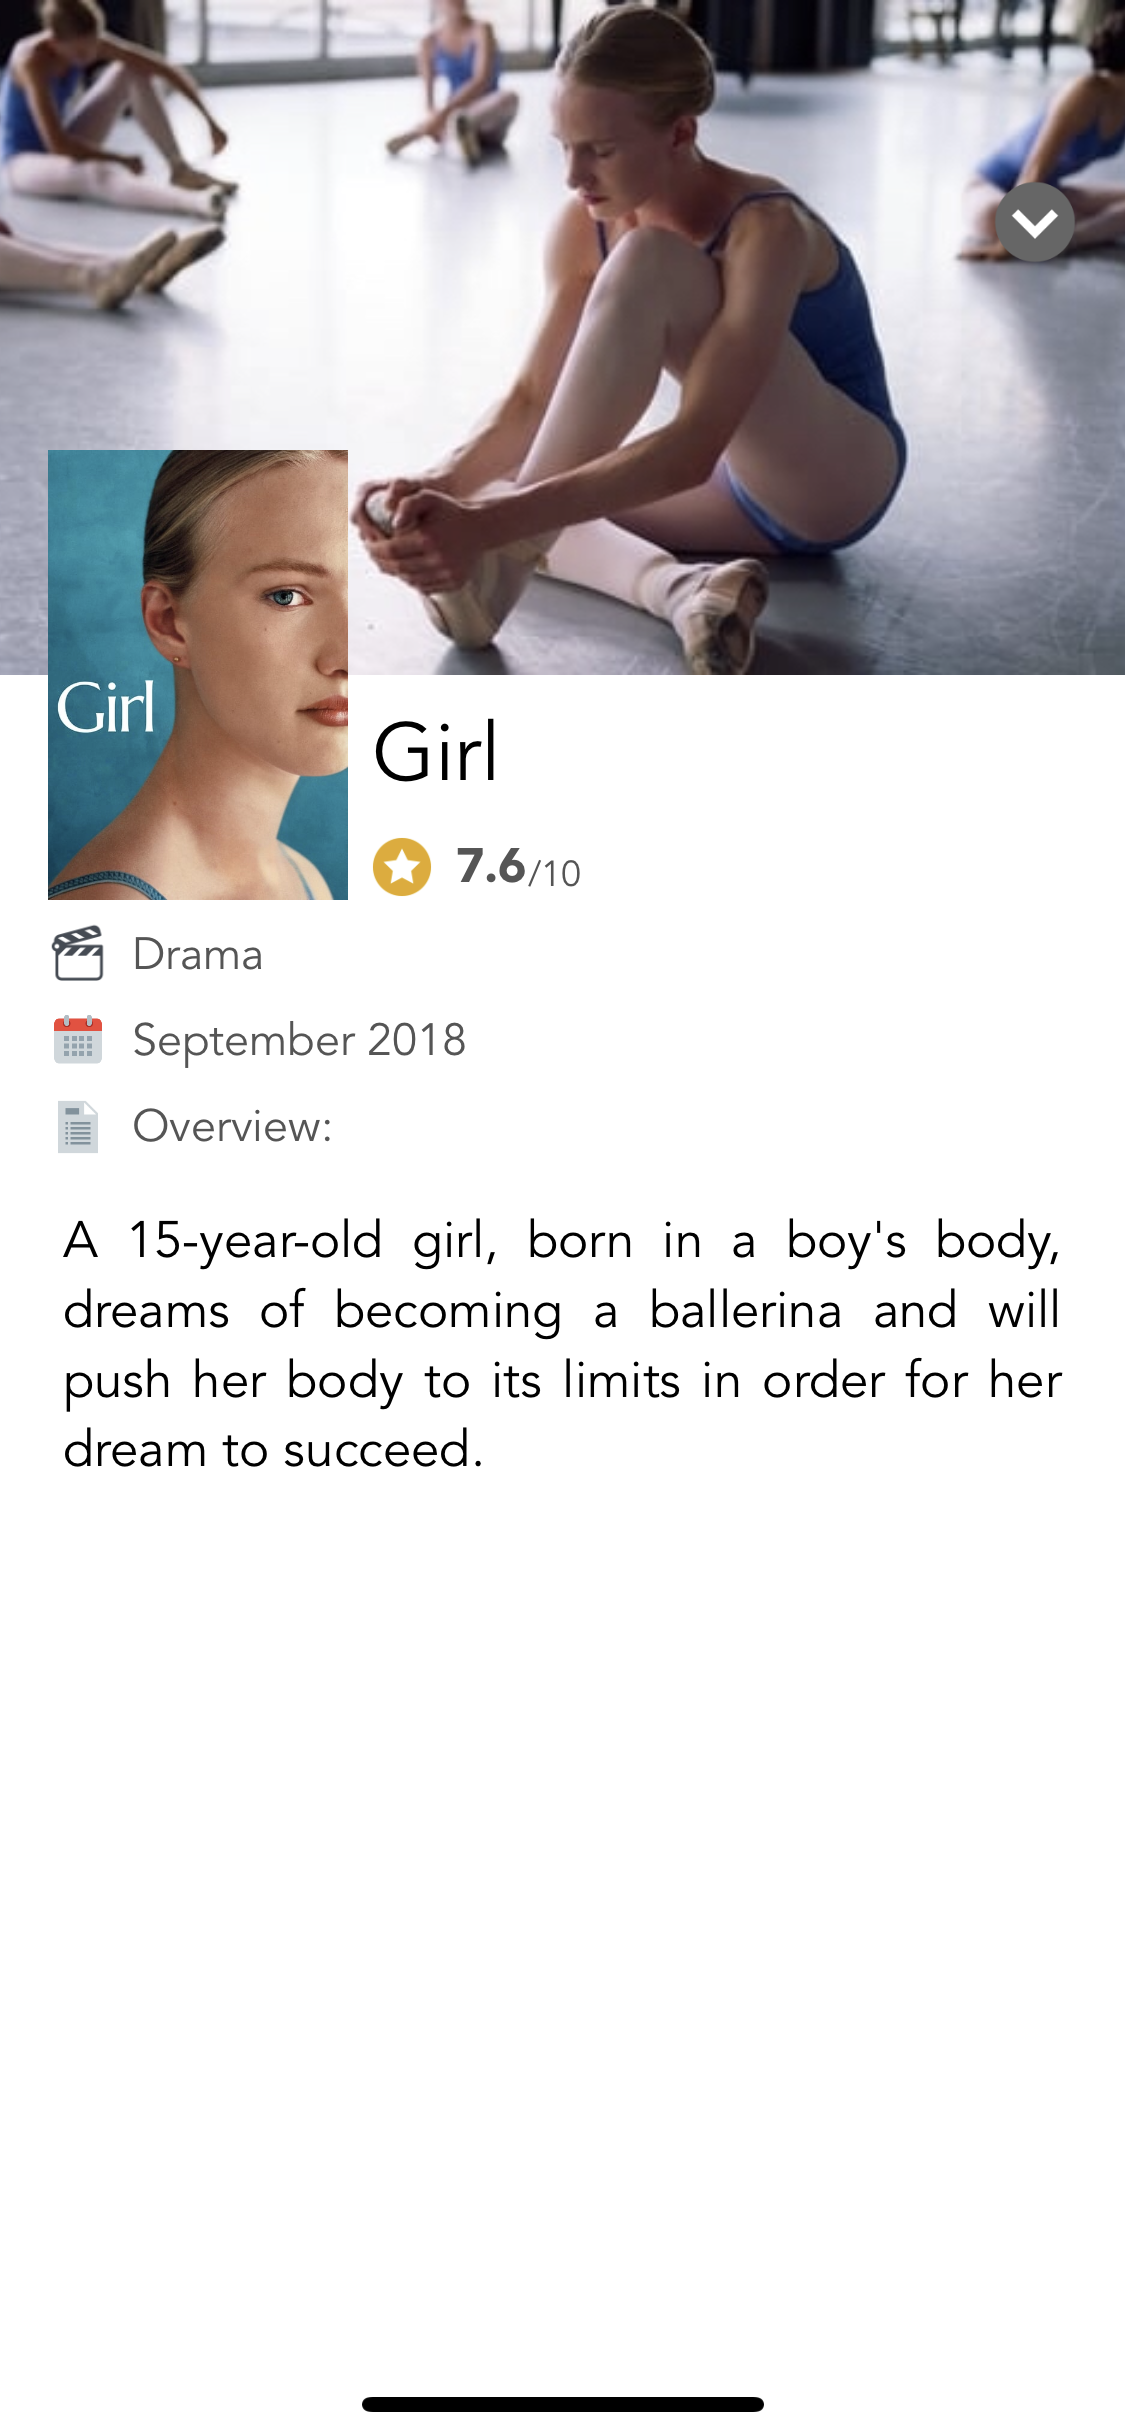 Girl
Girl
7.6/10
Drama
September 2018
Overview:
A 15-year-old girl, born in a boy's body,
dreams of becoming a ballerina and will
push her body to its limits in order for her
dream to succeed.